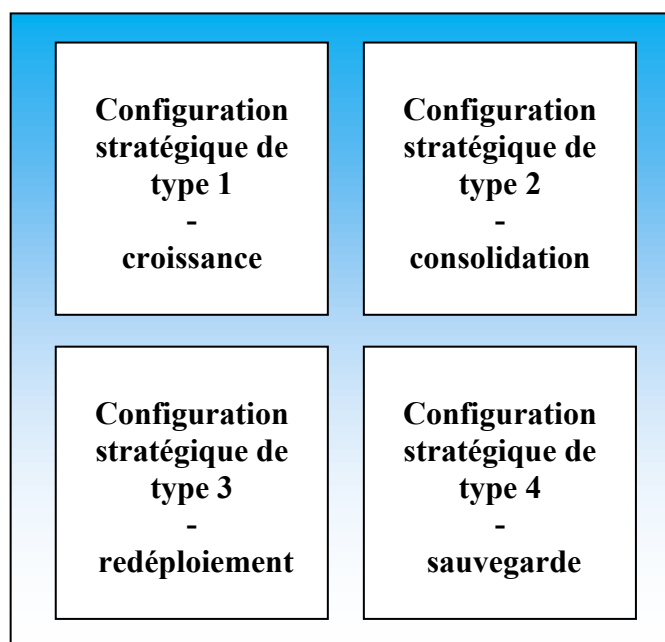 Configuration
stratégique de
type 1
-
croissance
Configuration
stratégique de
type 2
-
consolidation
Configuration
stratégique de
type 3
-
redéploiement
Configuration
stratégique de
type 4
-
sauvegarde